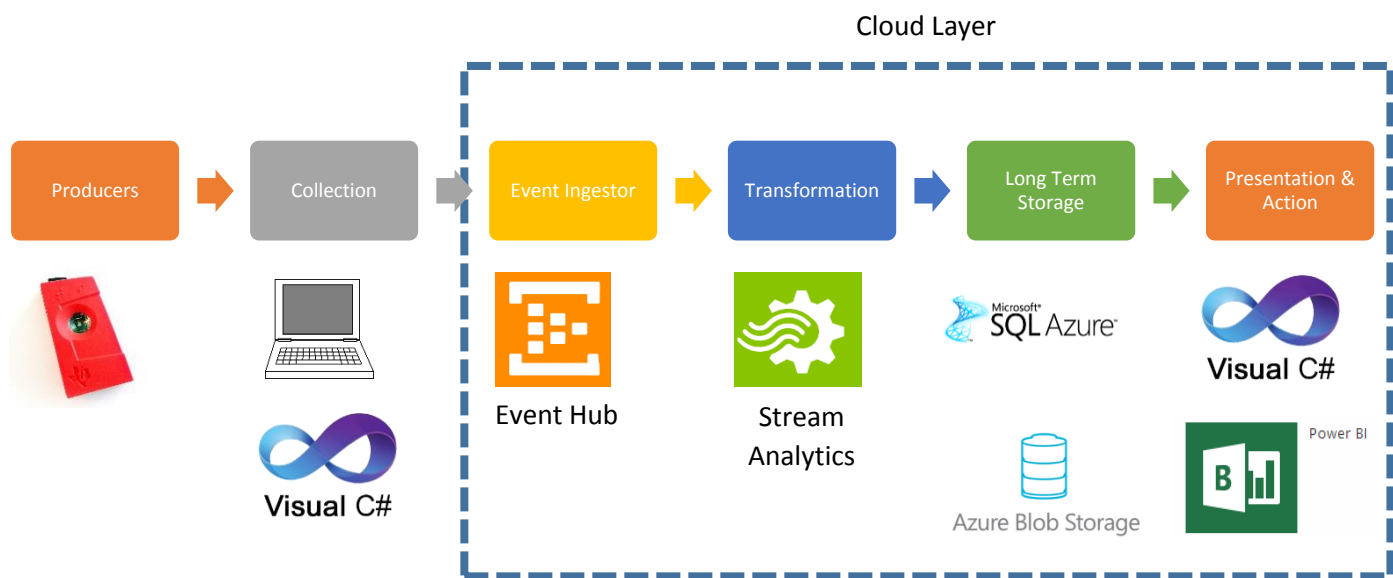 Cloud Layer
Producers
Collection
Event Ingestor
Transformation
Long Term
Storage
Presentation &
Action
Event Hub
Stream
Analytics
Microsoft®
SQL Azure™
Visual C#
Visual C#
B
Power BI
Azure Blob Storage